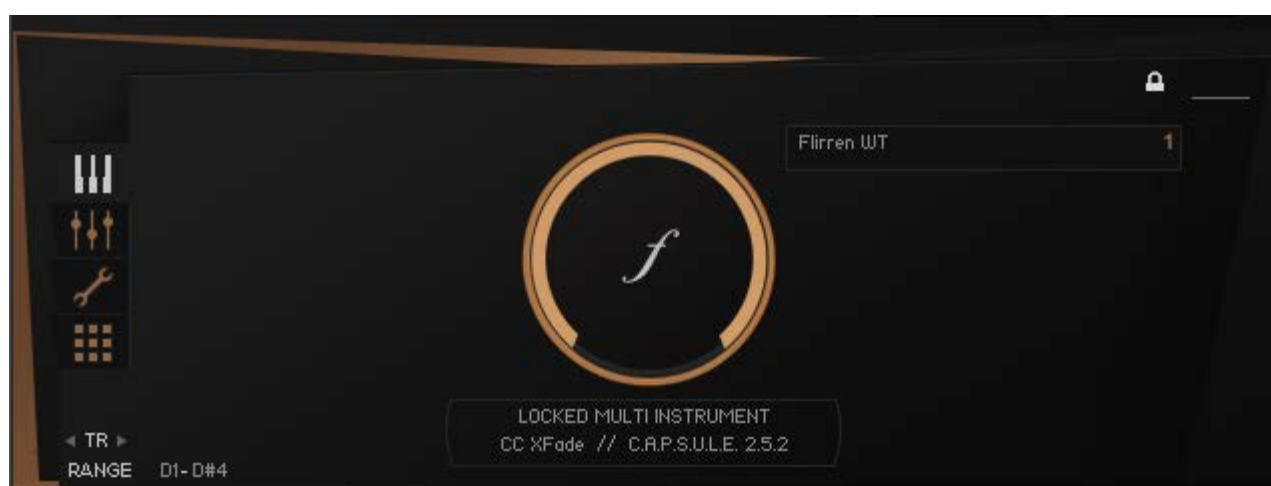 Flirren WT 1
f
LOCKED MULTI INSTRUMENT
CC XFade // C.A.P.S.U.L.E. 2.5.2
TR
RANGE D1-D#4